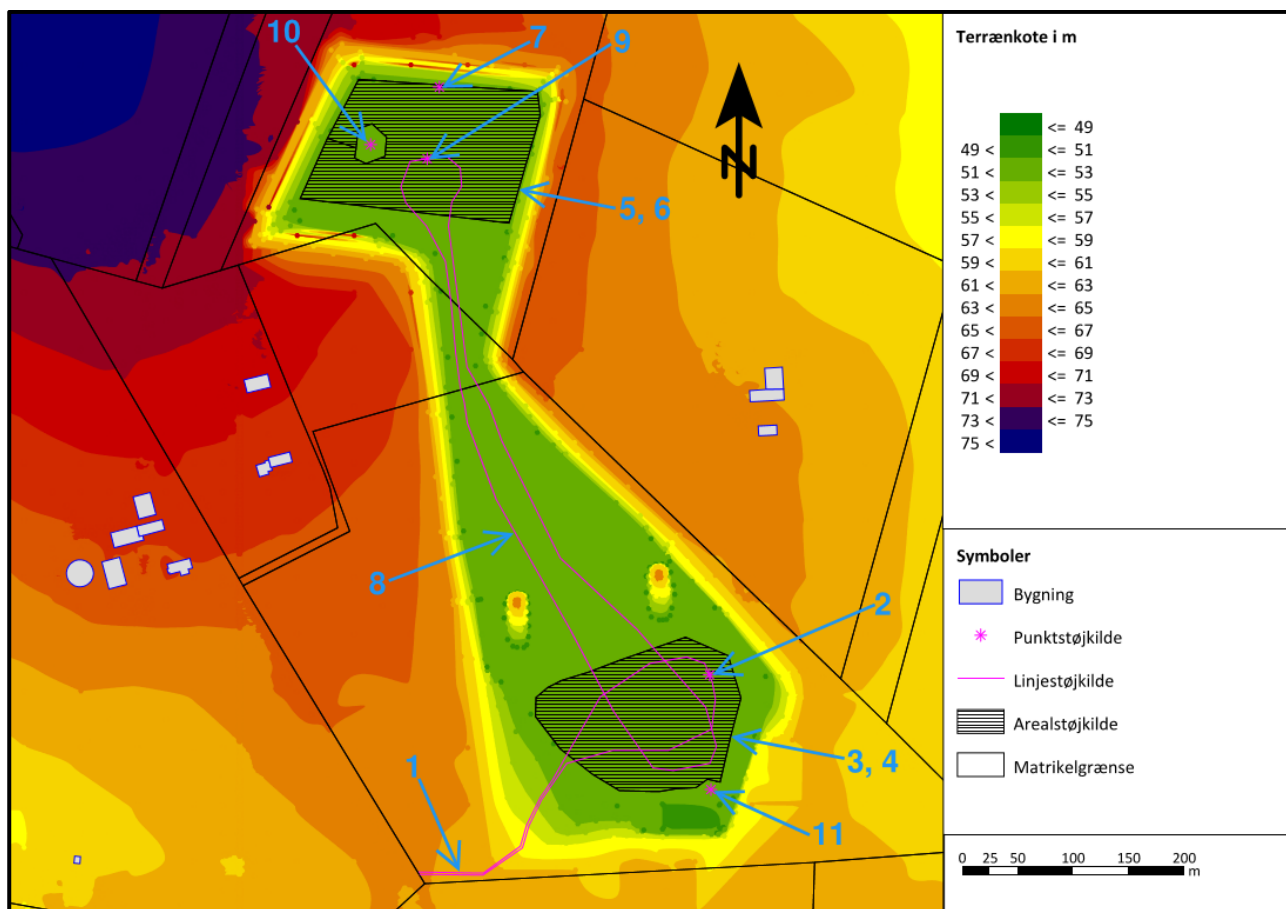 10
7
9
5, 6
8
2
1
3, 4
11
N
Terrænkote i m
<= 49
49 < <= 51
51 < <= 53
53 < <= 55
55 < <= 57
57 < <= 59
59 < <= 61
61 < <= 63
63 < <= 65
65 < <= 67
67 < <= 69
69 < <= 71
71 < <= 73
73 < <= 75
75 <
Symboler
Bygning
Punktstøjkilde
Linjestøjkilde
Arealstøjkilde
Matrikelgrænse
0 25 50 100 150 200
m